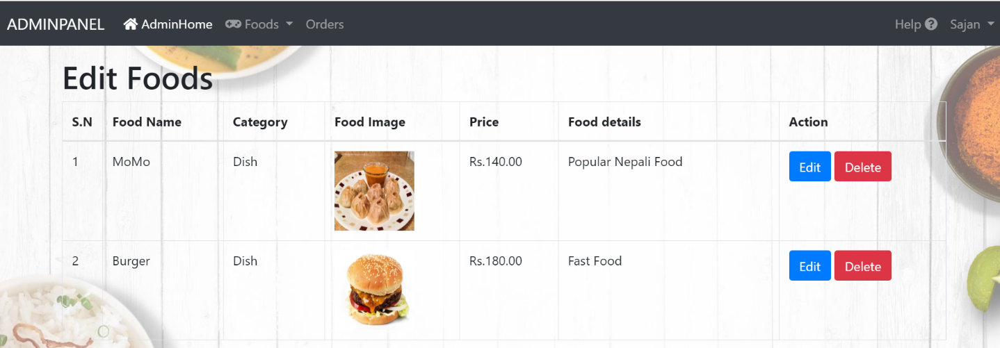 ADMINPANEL AdminHome Foods Orders Help Sajan
Edit Foods
S.N Food Name Category Food Image Price Food details Action
1 MoMo Dish Rs.140.00 Popular Nepali Food Edit Delete
2 Burger Dish Rs.180.00 Fast Food Edit Delete